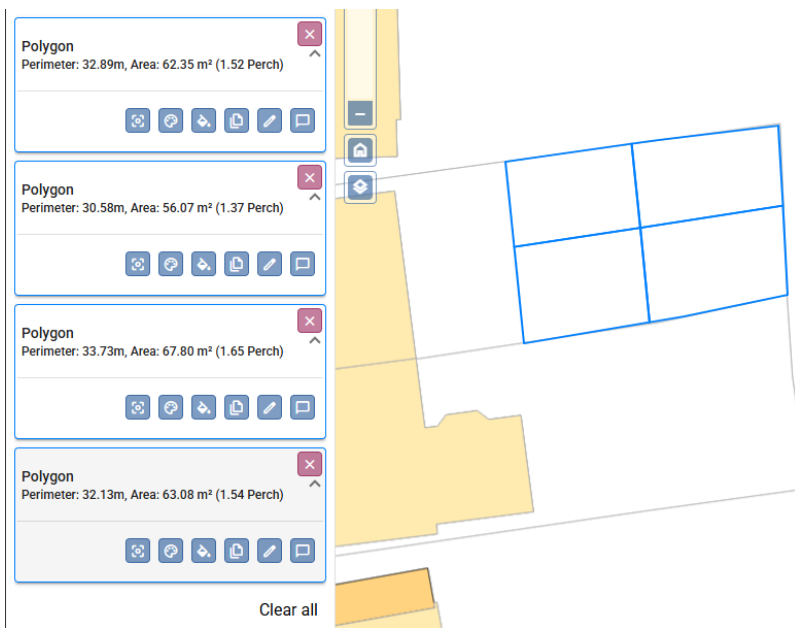 Polygon
Perimeter: 32.89m, Area: 62.35 m² (1.52 Perch)
Polygon
Perimeter: 30.58m, Area: 56.07 m² (1.37 Perch)
Polygon
Perimeter: 33.73m, Area: 67.80 m² (1.65 Perch)
Polygon
Perimeter: 32.13m, Area: 63.08 m² (1.54 Perch)
Clear all